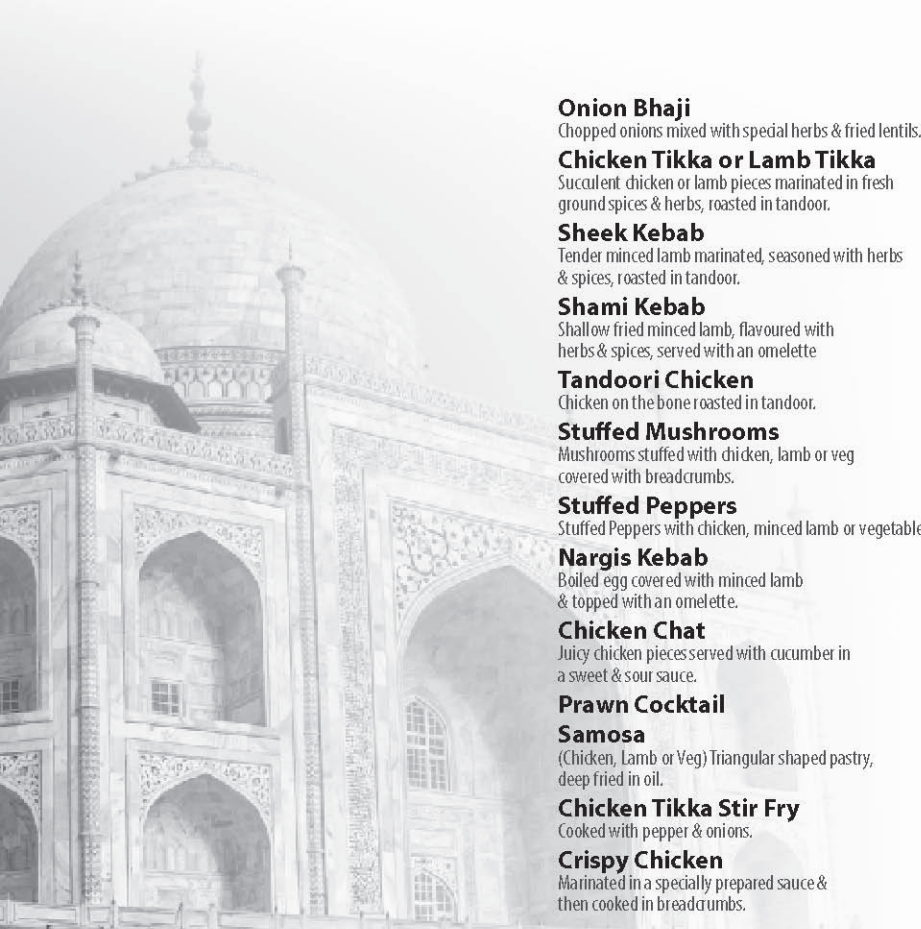 Onion Bhaji
Chopped onions mixed with special herbs & fried lentils.
Chicken Tikka or Lamb Tikka
Succulent chicken or lamb pieces marinated in fresh
ground spices & herbs, roasted in tandoor.
Sheek Kebab
Tender minced lamb marinated, seasoned with herbs
& spices, roasted in tandoor.
Shami Kebab
Shallow fried minced lamb, flavoured with
herbs & spices, served with an omelette
Tandoori Chicken
Chicken on the bone roasted in tandoor.
Stuffed Mushrooms
Mushrooms stuffed with chicken, lamb or veg
covered with breadcrumbs.
Stuffed Peppers
Stuffed Peppers with chicken, minced lamb or vegetable
Nargis Kebab
Boiled egg covered with minced lamb
& topped with an omelette.
Chicken Chat
Juicy chicken pieces served with cucumber in
a sweet & sour sauce.
Prawn Cocktail
Samosa
(Chicken, Lamb or Veg) Triangular shaped pastry,
deep fried in oil.
Chicken Tikka Stir Fry
Cooked with pepper & onions.
Crispy Chicken
Marinated in a specially prepared sauce &
then cooked in breadcrumbs.